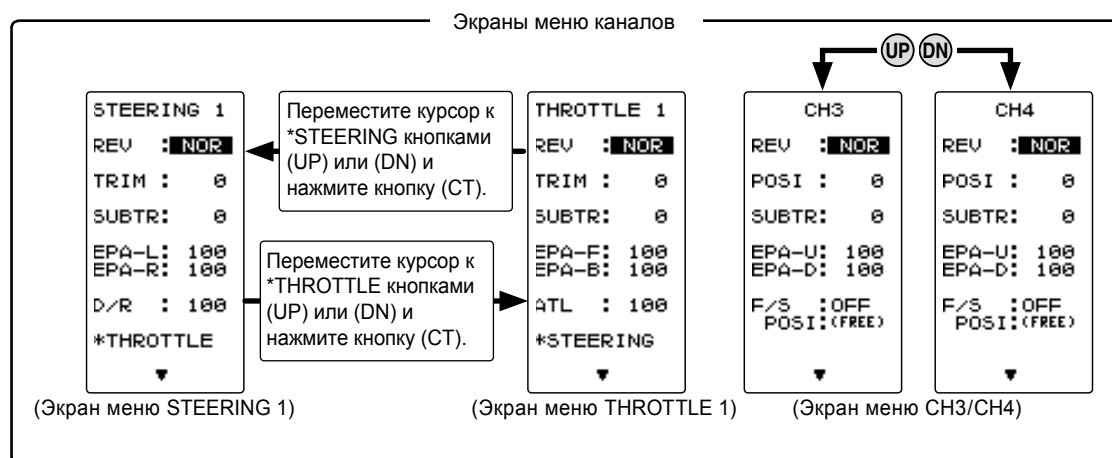 Экраны меню каналов
UP DN
STEERING 1
REV : NOR
TRIM : 0
SUBTR: 0
EPA-L: 100
EPA-R: 100
D/R : 100
*THROTTLE
▼
(Экран меню STEERING 1)
Переместите курсор к
*STEERING кнопками
(UP) или (DN) и
нажмите кнопку (CT).
Переместите курсор к
*THROTTLE кнопками
(UP) или (DN) и
нажмите кнопку (CT).
THROTTLE 1
REV : NOR
TRIM : 0
SUBTR: 0
EPA-F: 100
EPA-B: 100
ATL : 100
*STEERING
▼
(Экран меню THROTTLE 1)
CH3
REV : NOR
POSI : 0
SUBTR: 0
EPA-U: 100
EPA-D: 100
F/S :OFF
POSI:(FREE)
▼
CH4
REV : NOR
POSI : 0
SUBTR: 0
EPA-U: 100
EPA-D: 100
F/S :OFF
POSI:(FREE)
▼
(Экран меню CH3/CH4)